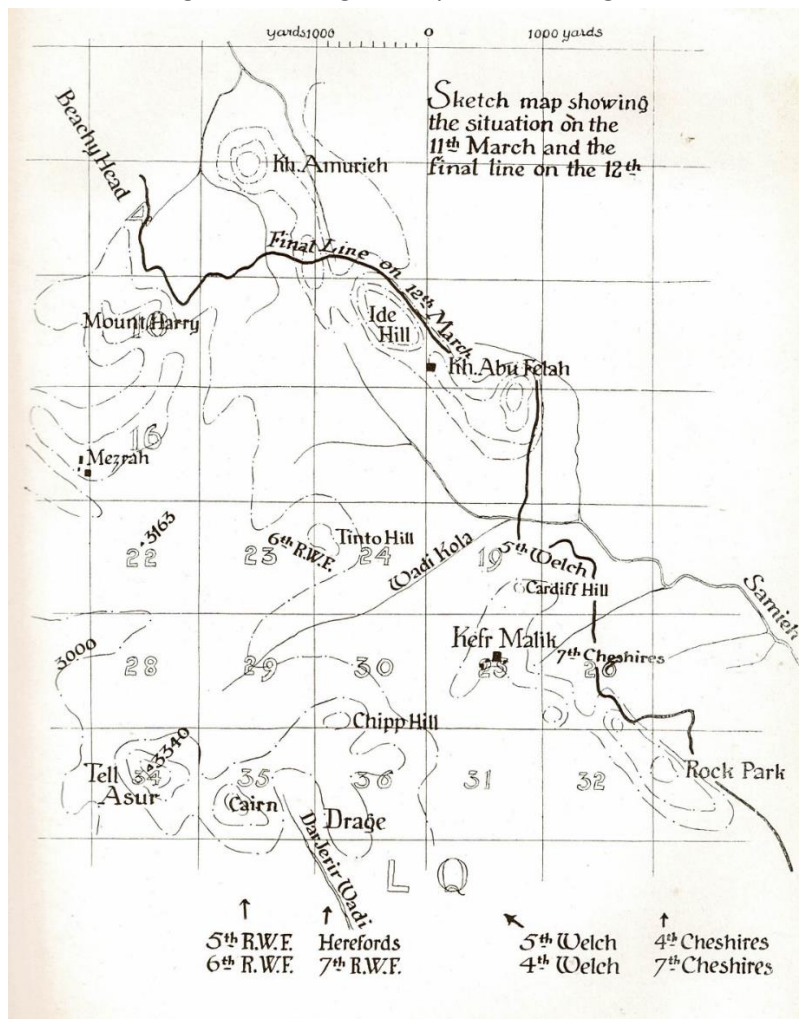 yards 1000 0 1000 yards
Sketch map showing
the situation on the
11th March and the
final line on the 12th
Beachy Head
Kh. Amurieh
4
Final Line on 12th March
Mount Harry
10
Ide
Hill
Kh. Abu Felah
16
Mezrah
3163
6th R.W.F.
Tinto Hill
22
23
24
Wadi Kola
19
5th Welch
Cardiff Hill
Samieh
3000
28
29
30
Kefr Malik
25
7th Cheshires
26
Chipp Hill
3340
Tell
Asur
34
35
Cairn
36
Drage
31
32
Rock Park
Dar Jerir Wadi
L Q
5th R.W.F. Herefords 5th Welch 4th Cheshires
6th R.W.F. 7th R.W.F. 4th Welch 7th Cheshires